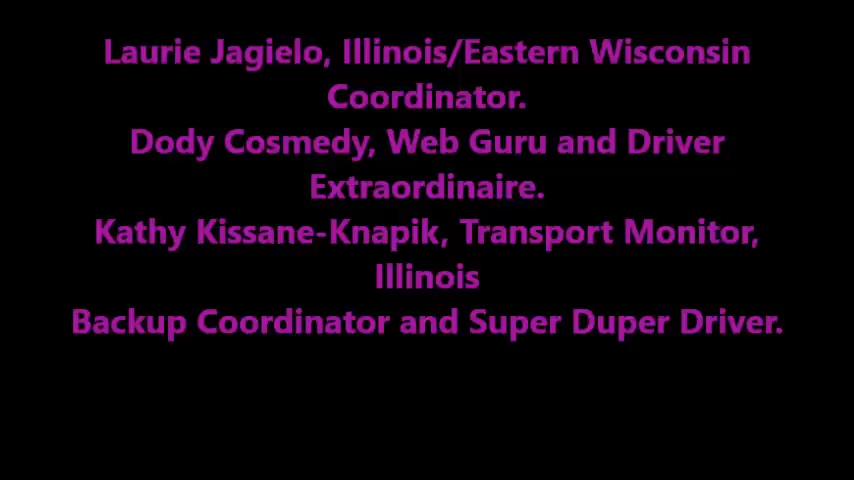 Laurie Jagielo, Illinois/Eastern Wisconsin
Coordinator.
Dody Cosmedy, Web Guru and Driver
Extraordinaire.
Kathy Kissane-Knapik, Transport Monitor,
Illinois
Backup Coordinator and Super Duper Driver.